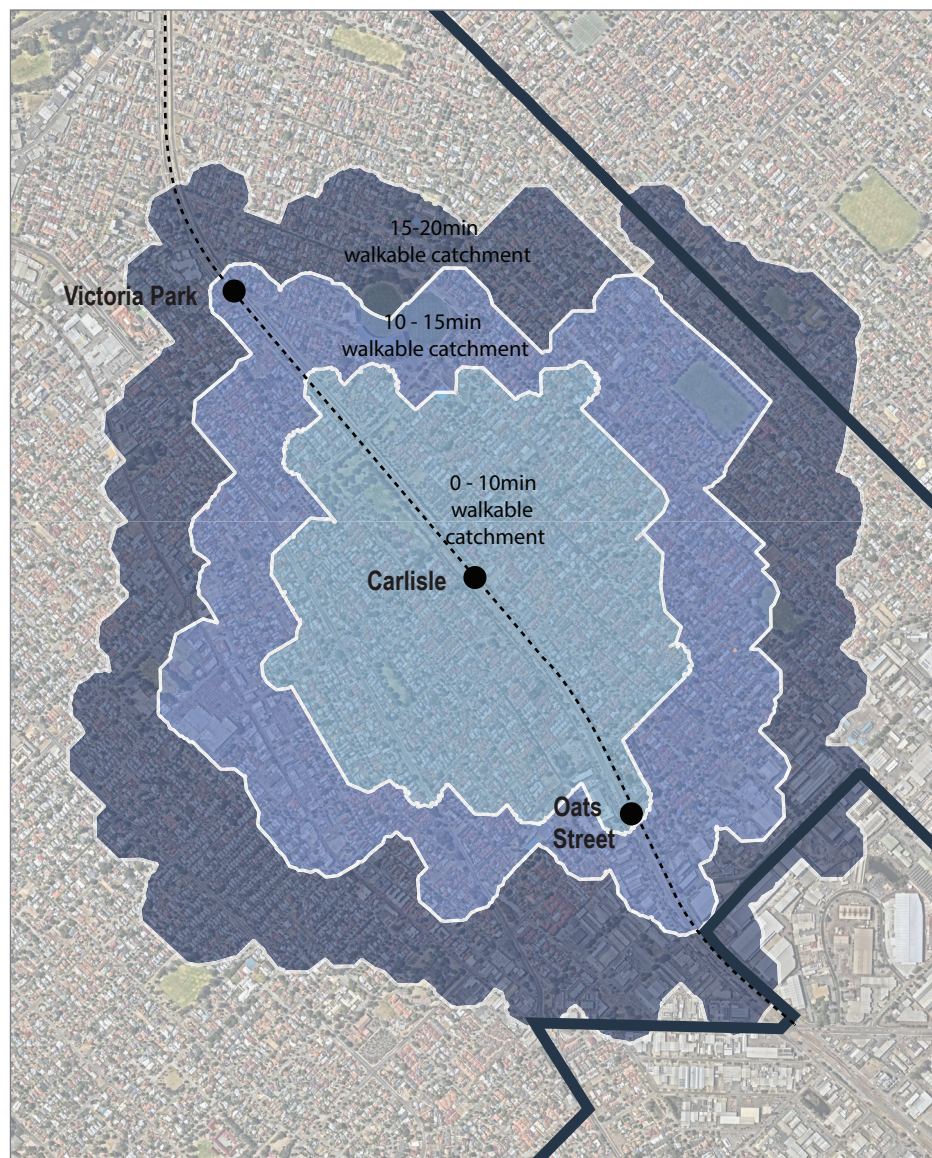 15-20min
walkable catchment
Victoria Park
10 - 15min
walkable catchment
0 - 10min
walkable
catchment
Carlisle
Oats
Street